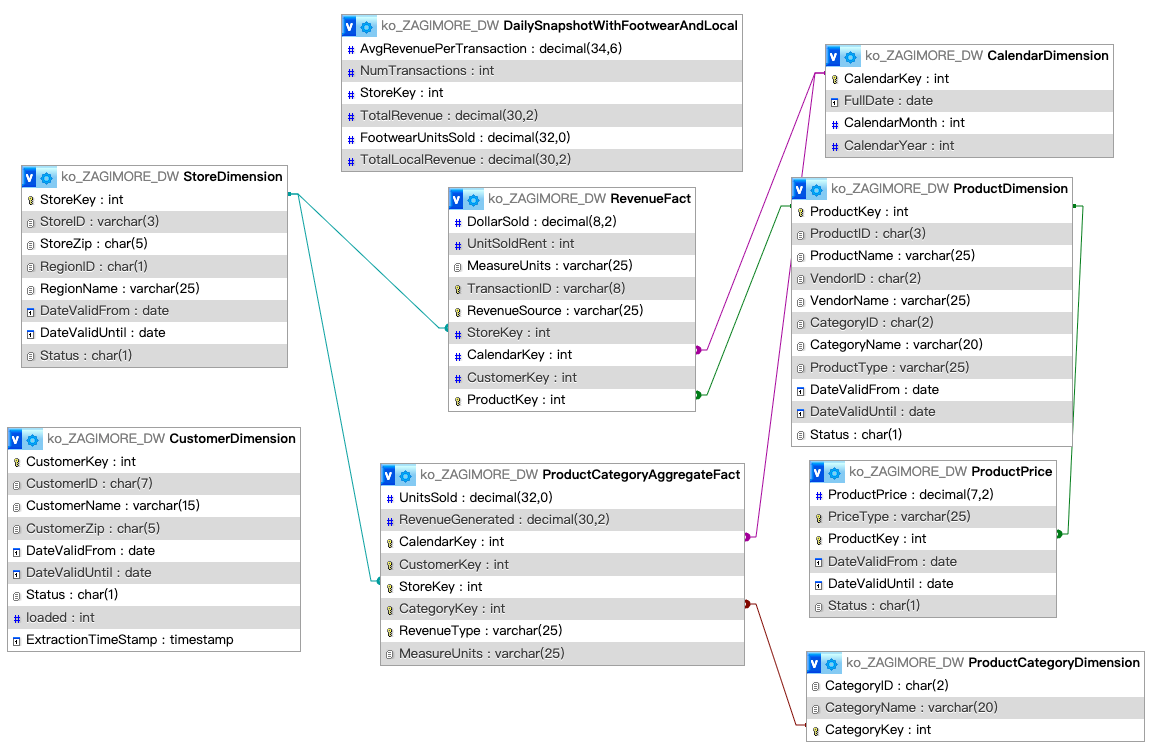 ko_ZAGIMORE_DW DailySnapshotWithFootwearAndLocal
# AvgRevenuePerTransaction : decimal(34,6)
# NumTransactions : int
# StoreKey : int
# TotalRevenue : decimal(30,2)
# FootwearUnitsSold : decimal(32,0)
# TotalLocalRevenue : decimal(30,2)
v ko_ZAGIMORE_DW CalendarDimension
CalendarKey : int
FullDate : date
# CalendarMonth : int
# CalendarYear : int
v ko_ZAGIMORE_DW StoreDimension
StoreKey : int
StoreID : varchar(3)
StoreZip : char(5)
RegionID : char(1)
RegionName : varchar(25)
DateValidFrom : date
DateValidUntil : date
Status : char(1)
v ko_ZAGIMORE_DW RevenueFact
# DollarSold : decimal(8,2)
# UnitSoldRent : int
MeasureUnits : varchar(25)
TransactionID : varchar(8)
RevenueSource : varchar(25)
# StoreKey : int
# CalendarKey : int
# CustomerKey : int
ProductKey : int
v ko_ZAGIMORE_DW ProductDimension
ProductKey : int
ProductID : char(3)
ProductName : varchar(25)
VendorID : char(2)
VendorName : varchar(25)
CategoryID : char(2)
CategoryName : varchar(20)
ProductType : varchar(25)
DateValidFrom : date
DateValidUntil : date
Status : char(1)
v ko_ZAGIMORE_DW CustomerDimension
CustomerKey : int
CustomerID : char(7)
CustomerName : varchar(15)
CustomerZip : char(5)
DateValidFrom : date
DateValidUntil : date
Status : char(1)
# loaded : int
ExtractionTimeStamp : timestamp
v ko_ZAGIMORE_DW ProductCategoryAggregateFact
# UnitsSold : decimal(32,0)
# RevenueGenerated : decimal(30,2)
CalendarKey : int
CustomerKey : int
StoreKey : int
CategoryKey : int
RevenueType : varchar(25)
MeasureUnits : varchar(25)
v ko_ZAGIMORE_DW ProductPrice
# ProductPrice : decimal(7,2)
PriceType : varchar(25)
ProductKey : int
DateValidFrom : date
DateValidUntil : date
Status : char(1)
v ko_ZAGIMORE_DW ProductCategoryDimension
CategoryID : char(2)
CategoryName : varchar(20)
CategoryKey : int